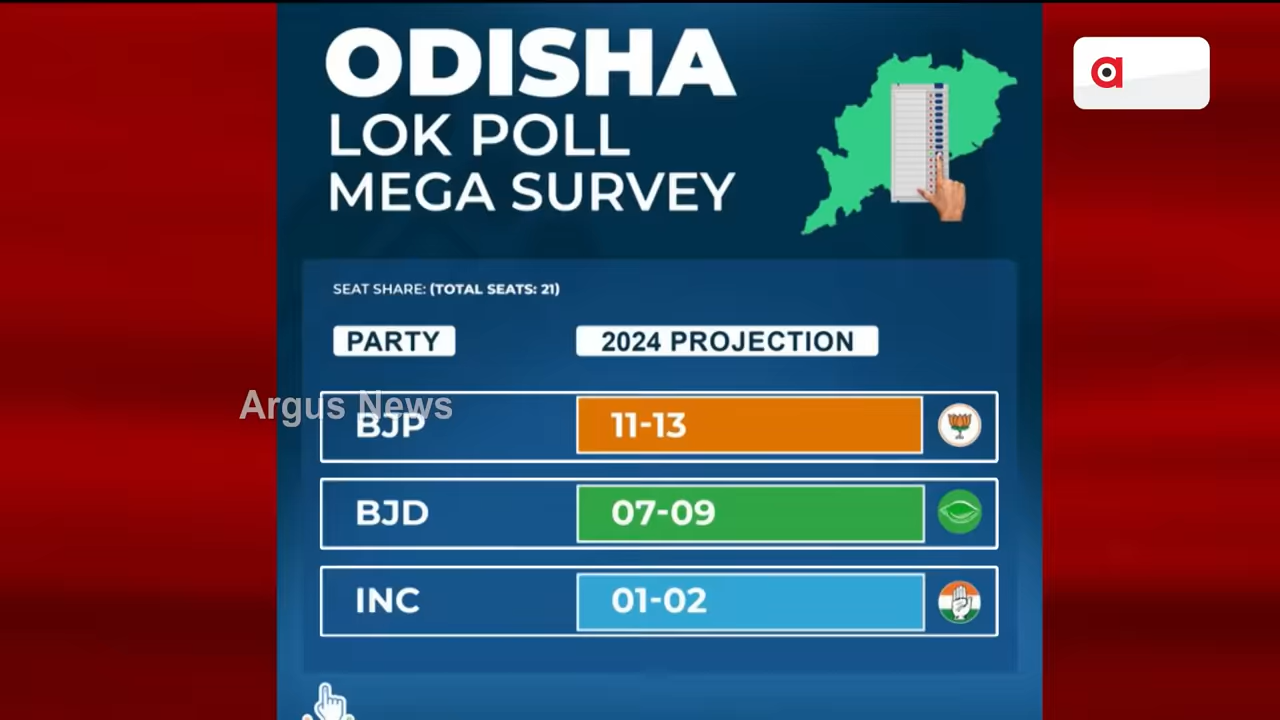 ODISHA
LOK POLL
MEGA SURVEY
SEAT SHARE: (TOTAL SEATS: 21)
PARTY 2024 PROJECTION
Argus News
BJP 11-13
BJD 07-09
INC 01-02